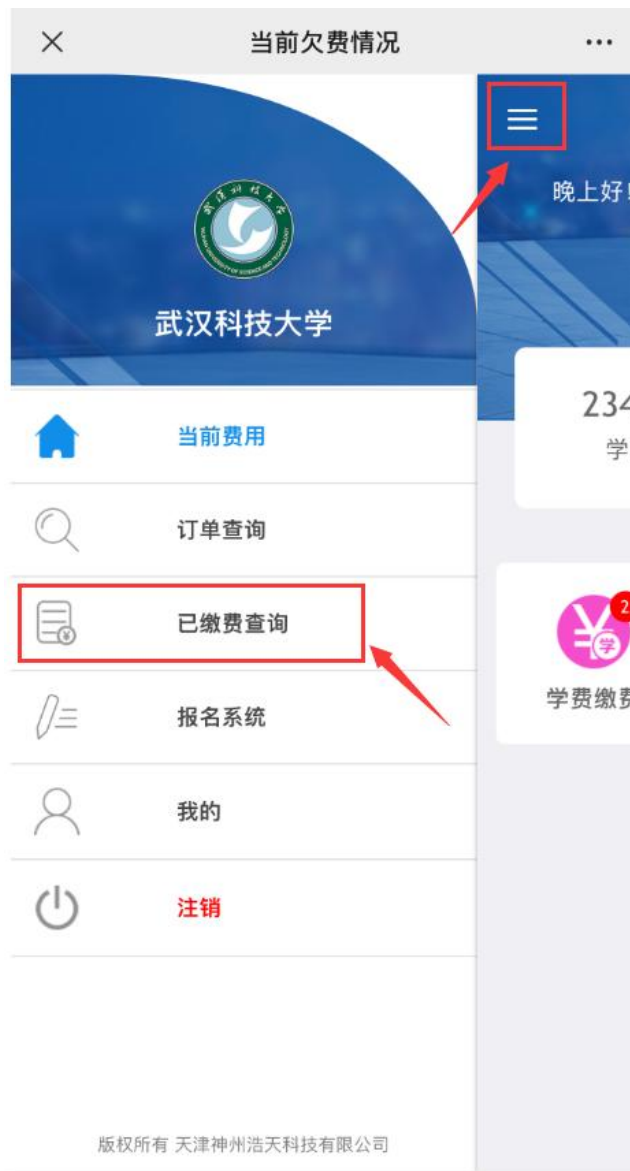 当前欠费情况
晚上好!
武汉科技大学
234
学
当前费用
订单查询
已缴费查询
2
学
学费缴费
报名系统
我的
注销
版权所有 天津神州浩天科技有限公司